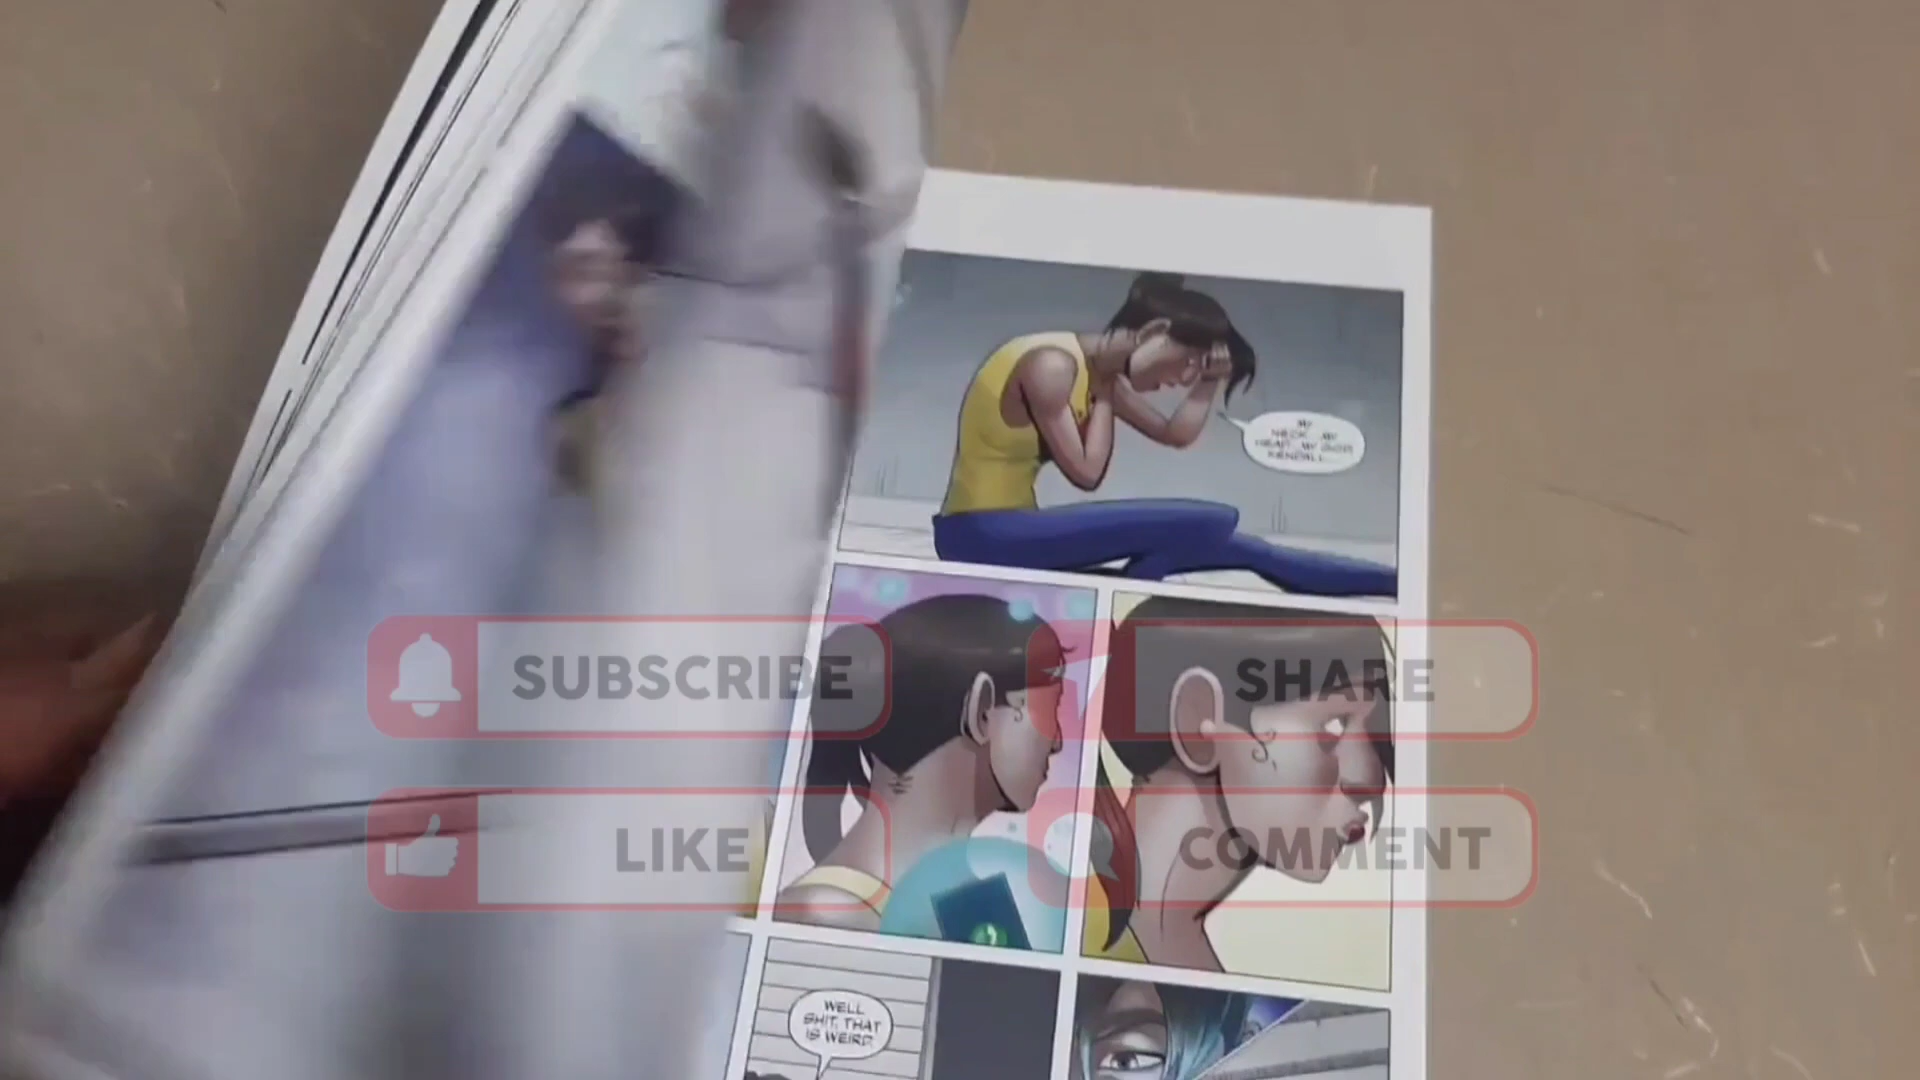 MY
NECK...MY
HEAD...MY GOD,
KENDALL...
SUBSCRIBE
SHARE
LIKE
COMMENT
WELL
SHIT. THAT
IS WEIRD.